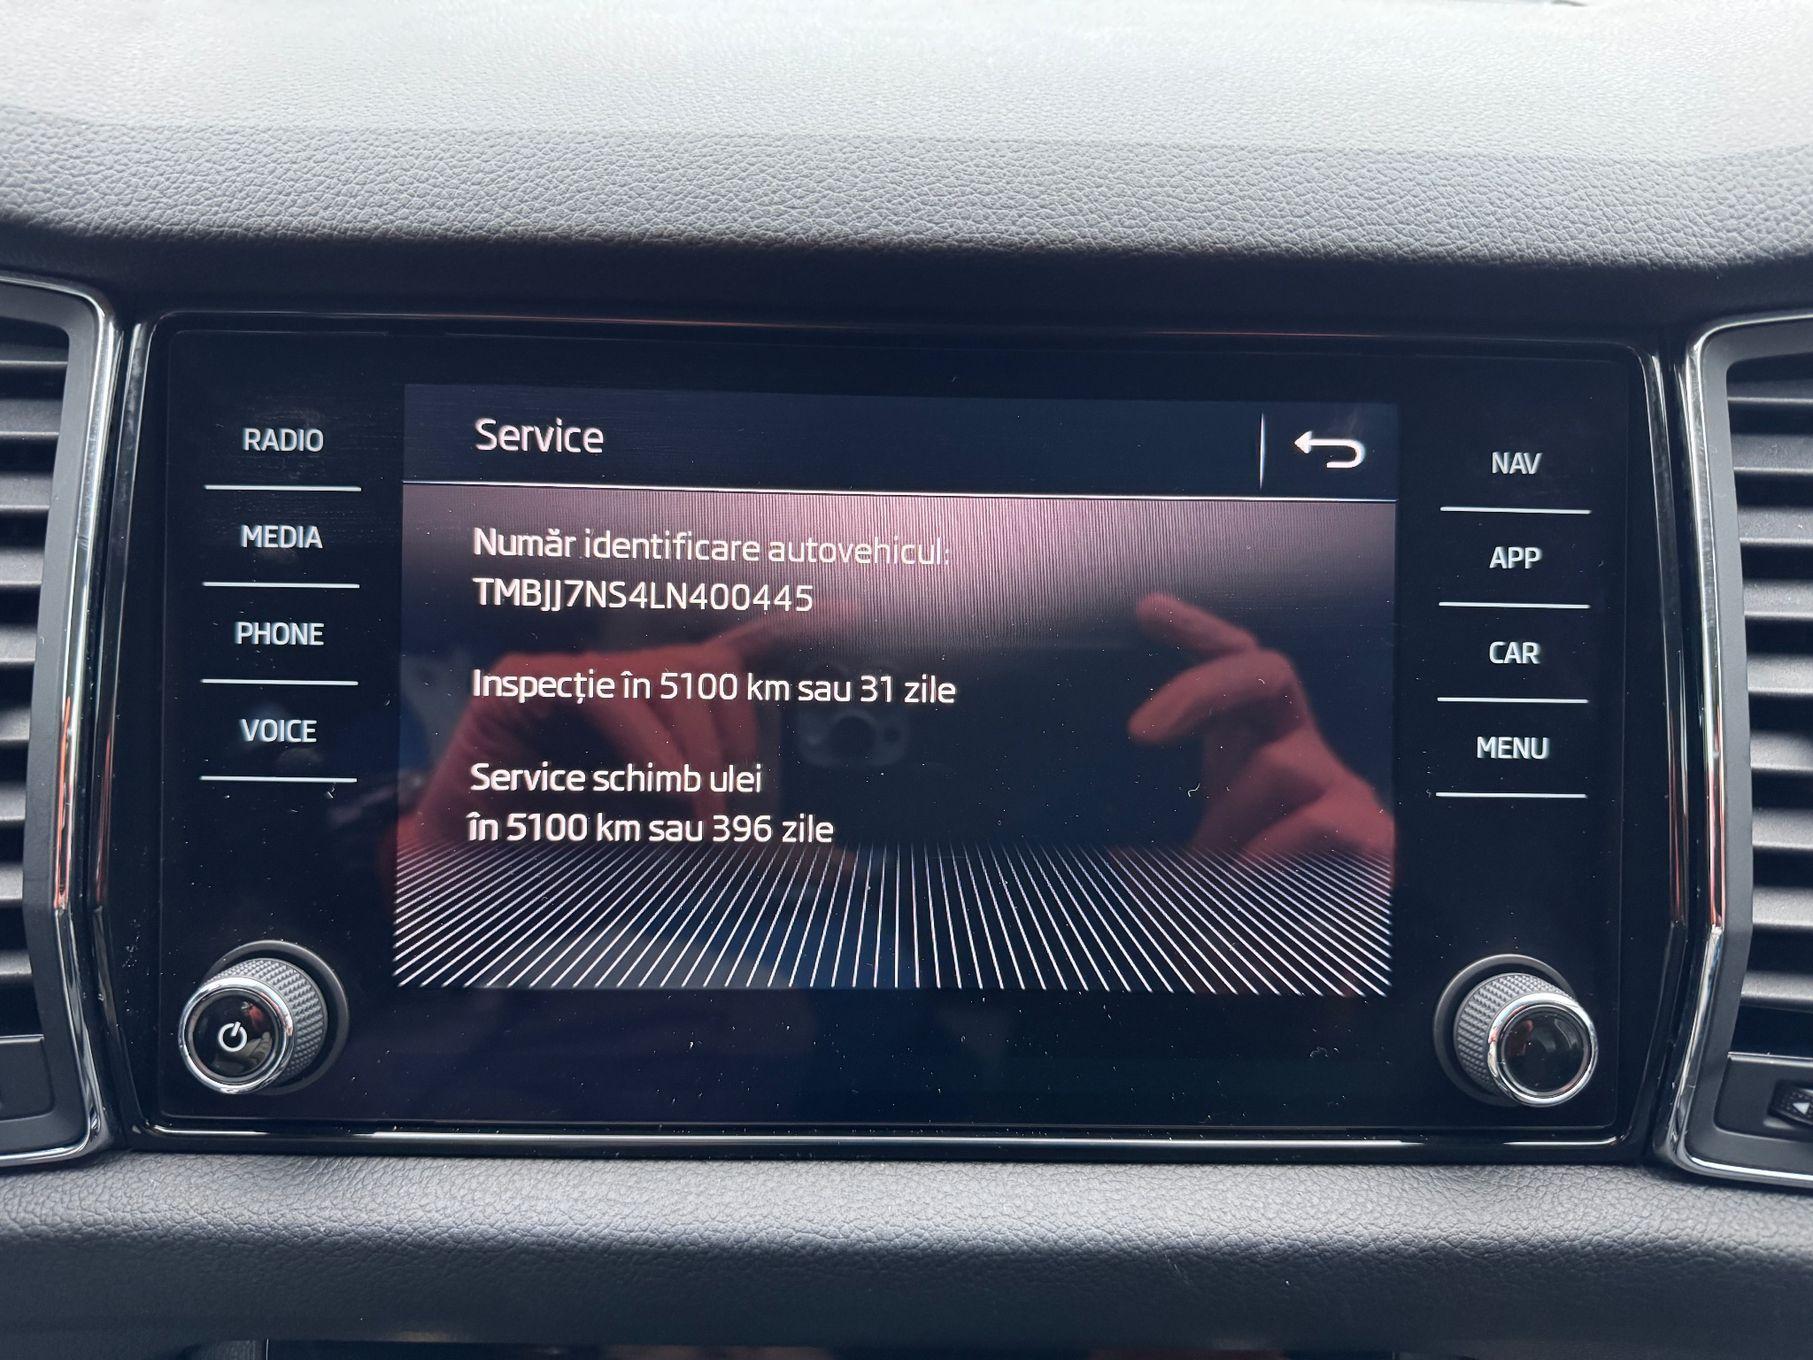 Service
RADIO
MEDIA
PHONE
VOICE
Număr identificare autovehicul:
TMBJJ7NS4LN400445
Inspecție în 5100 km sau 31 zile
Service schimb ulei
în 5100 km sau 396 zile
NAV
APP
CAR
MENU